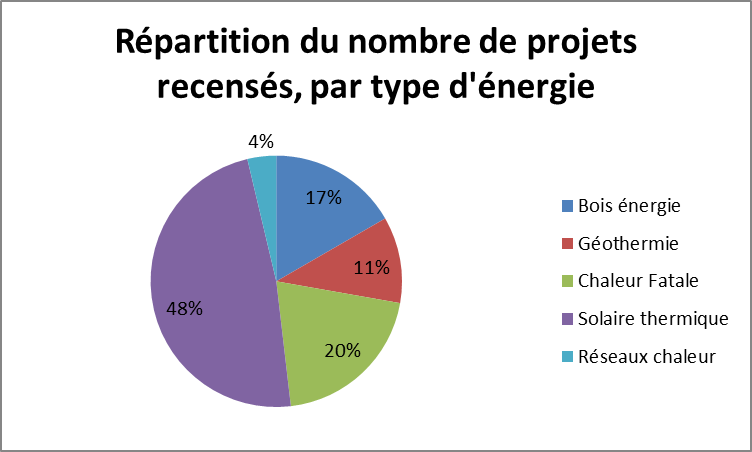 Répartition du nombre de projets
recensés, par type d'énergie
4%
17%
11%
20%
48%
Bois énergie
Géothermie
Chaleur Fatale
Solaire thermique
Réseaux chaleur